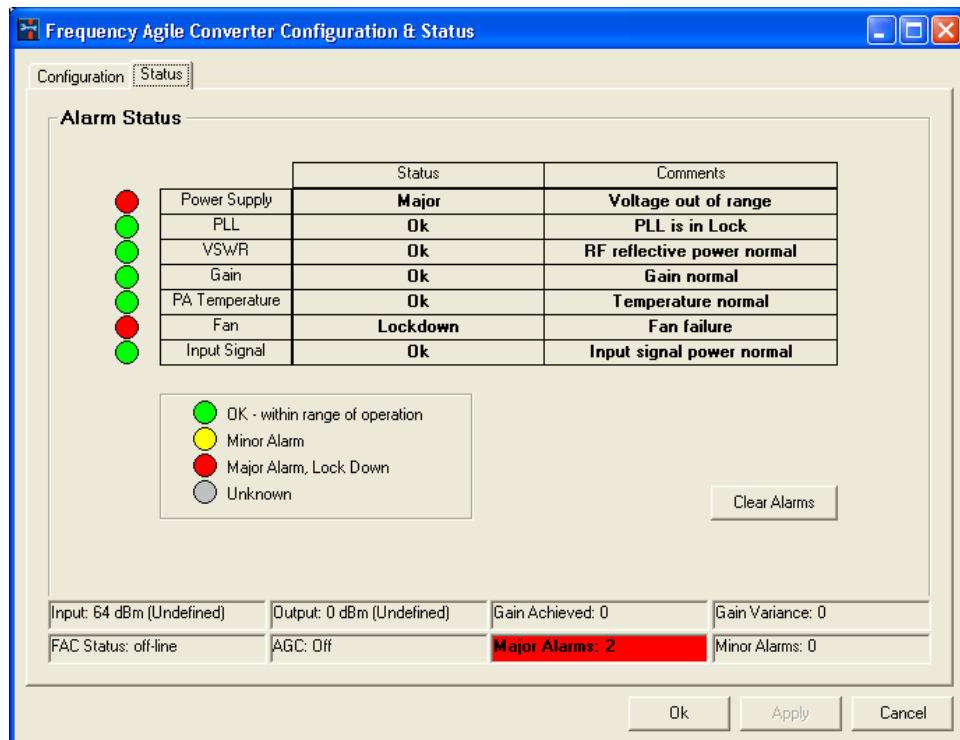 Frequency Agile Converter Configuration & Status
Configuration Status
Alarm Status
Status Comments
Power Supply Major Voltage out of range
PLL Ok PLL is in Lock
VSWR Ok RF reflective power normal
Gain Ok Gain normal
PA Temperature Ok Temperature normal
Fan Lockdown Fan failure
Input Signal Ok Input signal power normal
OK - within range of operation
Minor Alarm
Major Alarm, Lock Down
Unknown
Clear Alarms
Input: 64 dBm (Undefined) Output: 0 dBm (Undefined) Gain Achieved: 0 Gain Variance: 0
FAC Status: off-line AGC: Off Major Alarms: 2 Minor Alarms: 0
Ok Apply Cancel